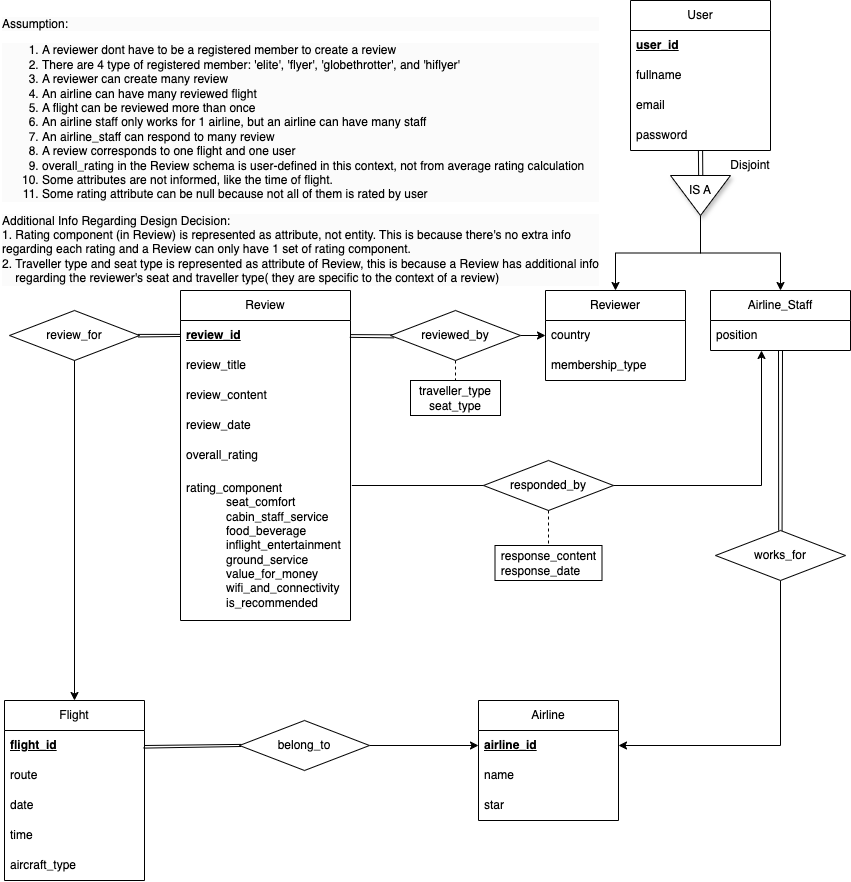 Assumption:
1. A reviewer dont have to be a registered member to create a review
2. There are 4 type of registered member: 'elite', 'flyer', 'globethrotter', and 'hiflyer'
3. A reviewer can create many review
4. An airline can have many reviewed flight
5. A flight can be reviewed more than once
6. An airline staff only works for 1 airline, but an airline can have many staff
7. An airline_staff can respond to many review
8. A review corresponds to one flight and one user
9. overall_rating in the Review schema is user-defined in this context, not from average rating calculation
10. Some attributes are not informed, like the time of flight.
11. Some rating attribute can be null because not all of them is rated by user
Additional Info Regarding Design Decision:
1. Rating component (in Review) is represented as attribute, not entity. This is because there's no extra info
regarding each rating and a Review can only have 1 set of rating component.
2. Traveller type and seat type is represented as attribute of Review, this is because a Review has additional info
regarding the reviewer's seat and traveller type( they are specific to the context of a review)
User
user_id
fullname
email
password
Disjoint
IS A
review_for
Review
review_id
review_title
review_content
review_date
overall_rating
rating_component
seat_comfort
cabin_staff_service
food_beverage
inflight_entertainment
ground_service
value_for_money
wifi_and_connectivity
is_recommended
reviewed_by
traveller_type
seat_type
Reviewer
country
membership_type
Airline_Staff
position
responded_by
response_content
response_date
works_for
Flight
flight_id
route
date
time
aircraft_type
belong_to
Airline
airline_id
name
star